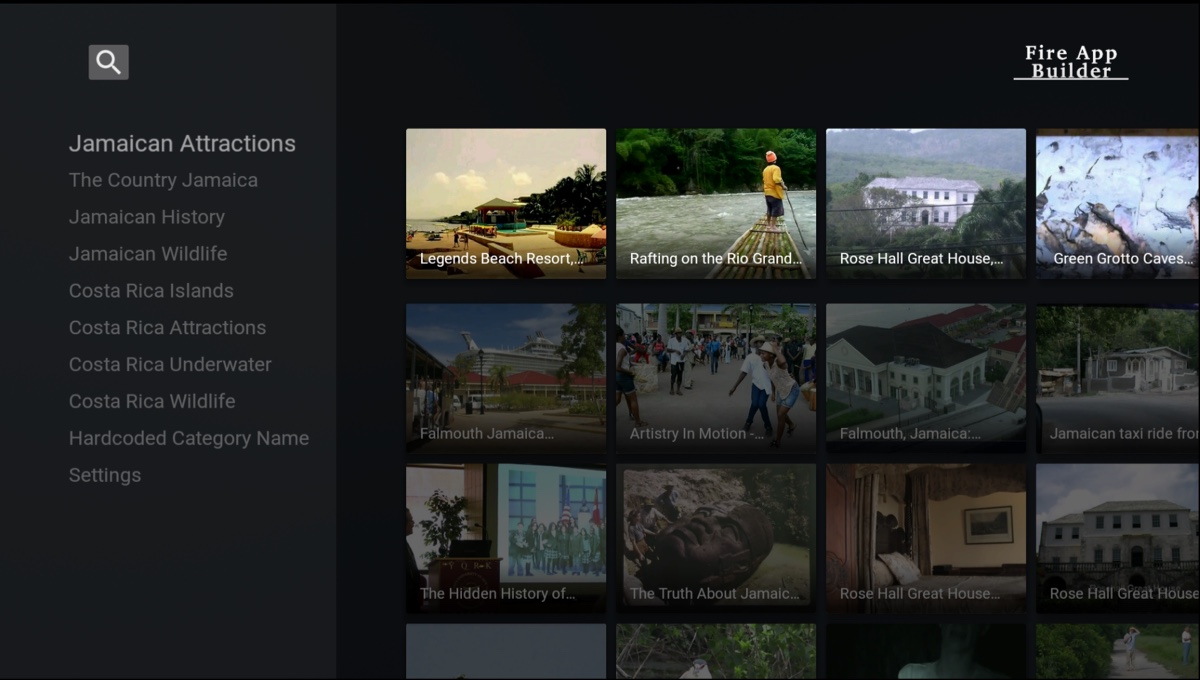 Fire App
Builder
Jamaican Attractions
The Country Jamaica
Jamaican History
Jamaican Wildlife
Costa Rica Islands
Costa Rica Attractions
Costa Rica Underwater
Costa Rica Wildlife
Hardcoded Category Name
Settings
Legends Beach Resort,...
Rafting on the Rio Grand...
Rose Hall Great House,...
Green Grotto Caves...
Falmouth Jamaica...
Artistry In Motion -...
Falmouth, Jamaica:...
Jamaican taxi ride fro
The Hidden History of...
The Truth About Jamaic...
Rose Hall Great House...
Rose Hall Great House